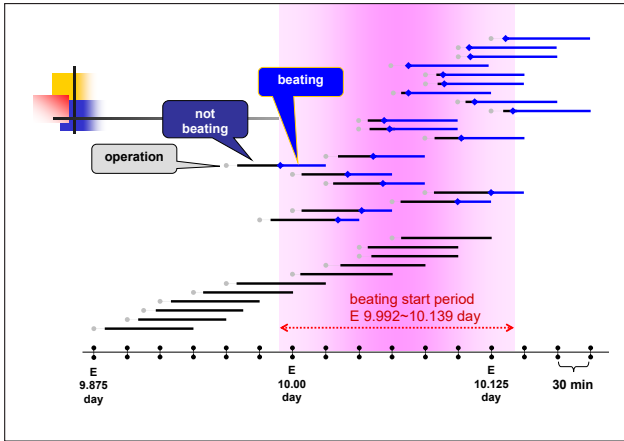 beating
not
beating
operation
beating start period
E 9.992~10.139 day
E
9.875
day
E
10.00
day
E
10.125
day
30 min